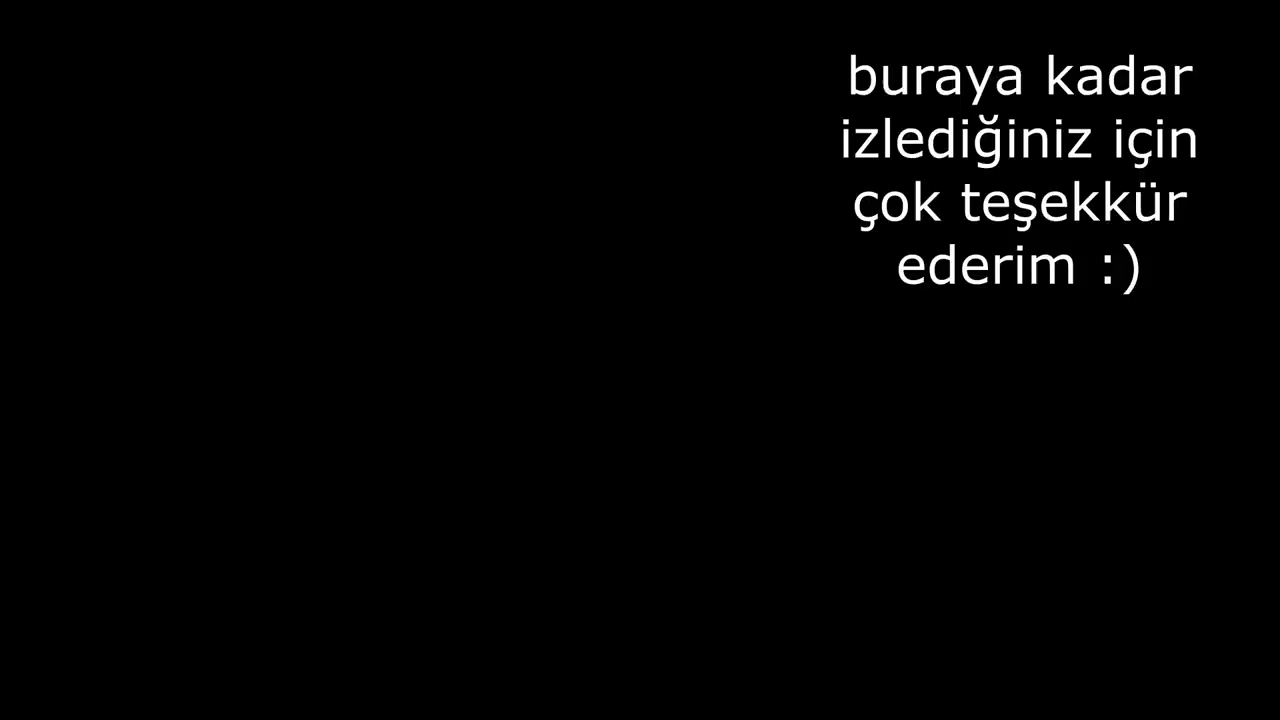 buraya kadar
izlediğiniz için
çok teşekkür
ederim :)